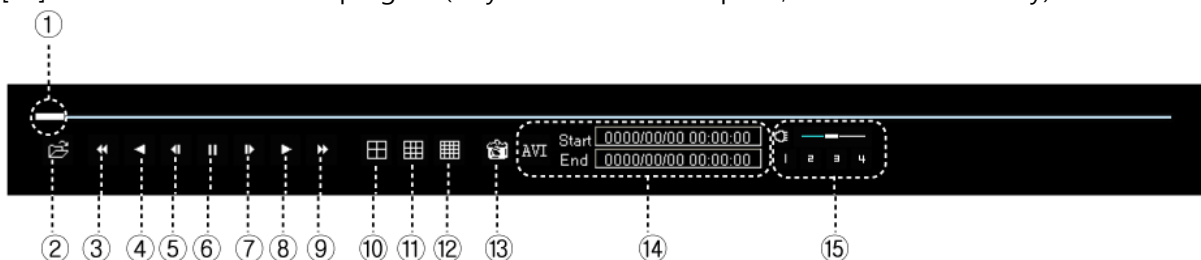 ①
AVI Start 0000/00/00 00:00:00
End 0000/00/00 00:00:00
1 2 3 4
② ③ ④ ⑤ ⑥ ⑦ ⑧ ⑨ ⑩ ⑪ ⑫ ⑬ ⑭ ⑮